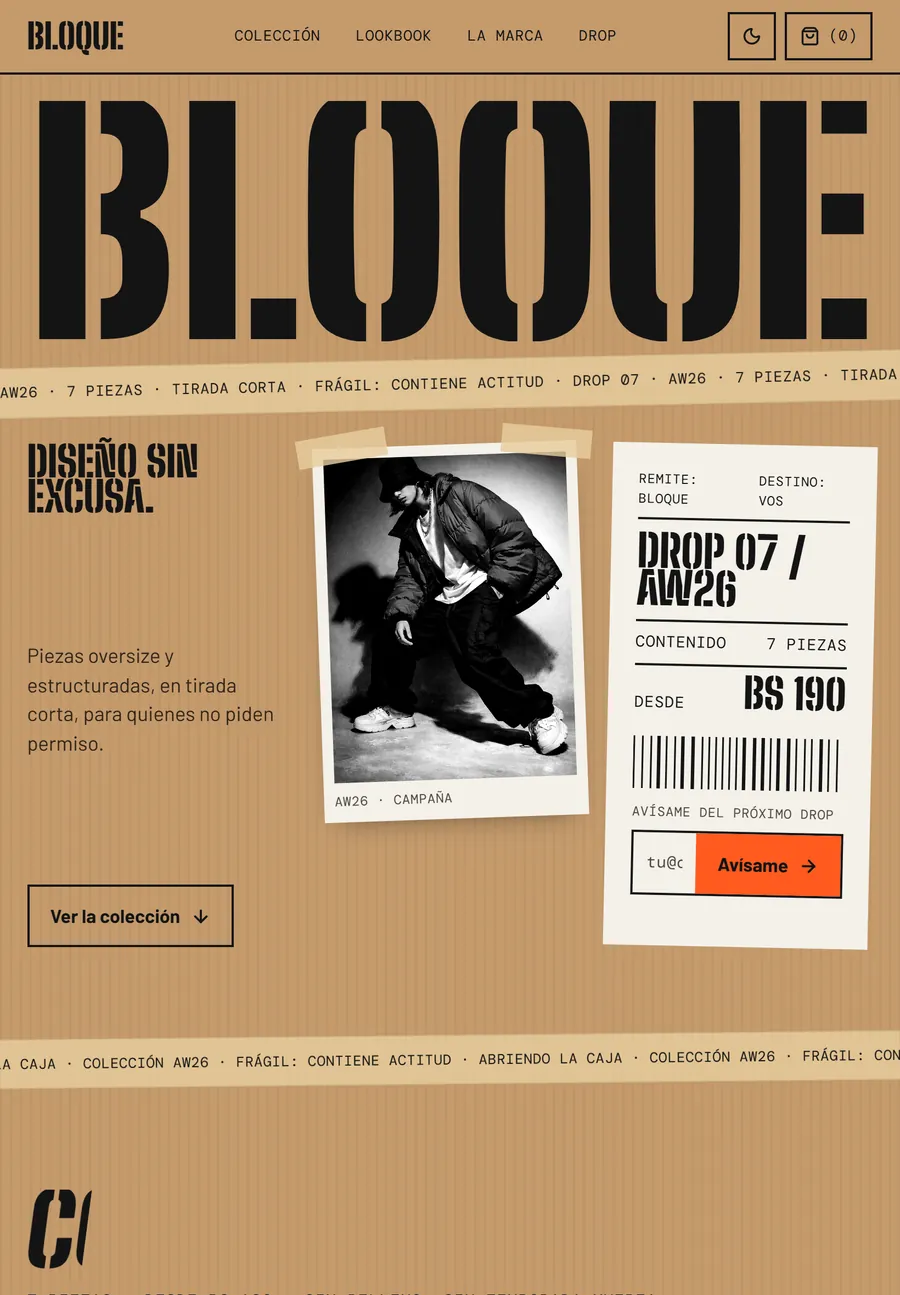 BLOQUE
COLECCIÓN LOOKBOOK LA MARCA DROP
(0)
BLOQUE
AW26 · 7 PIEZAS · TIRADA CORTA · FRÁGIL: CONTIENE ACTITUD · DROP 07 · AW26 · 7 PIEZAS · TIRADA
DISEÑO SIN
EXCUSA.
Piezas oversize y
estructuradas, en tirada
corta, para quienes no piden
permiso.
Ver la colección
AW26 · CAMPAÑA
REMITE:
BLOQUE
DESTINO:
VOS
DROP 07 /
AW26
CONTENIDO 7 PIEZAS
DESDE BS 190
AVÍSAME DEL PRÓXIMO DROP
tu@c
Avísame
LA CAJA · COLECCIÓN AW26 · FRÁGIL: CONTIENE ACTITUD · ABRIENDO LA CAJA · COLECCIÓN AW26 · FRÁGIL: CON
C